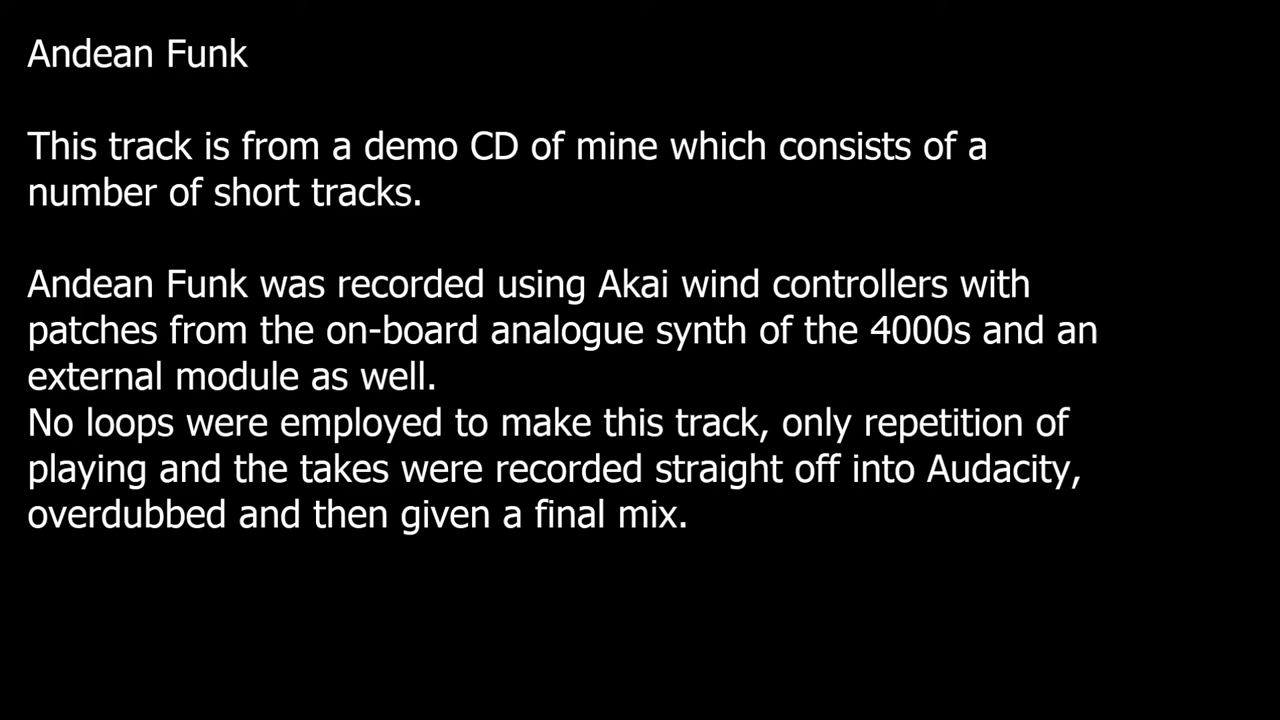 Andean Funk
This track is from a demo CD of mine which consists of a
number of short tracks.
Andean Funk was recorded using Akai wind controllers with
patches from the on-board analogue synth of the 4000s and an
external module as well.
No loops were employed to make this track, only repetition of
playing and the takes were recorded straight off into Audacity,
overdubbed and then given a final mix.